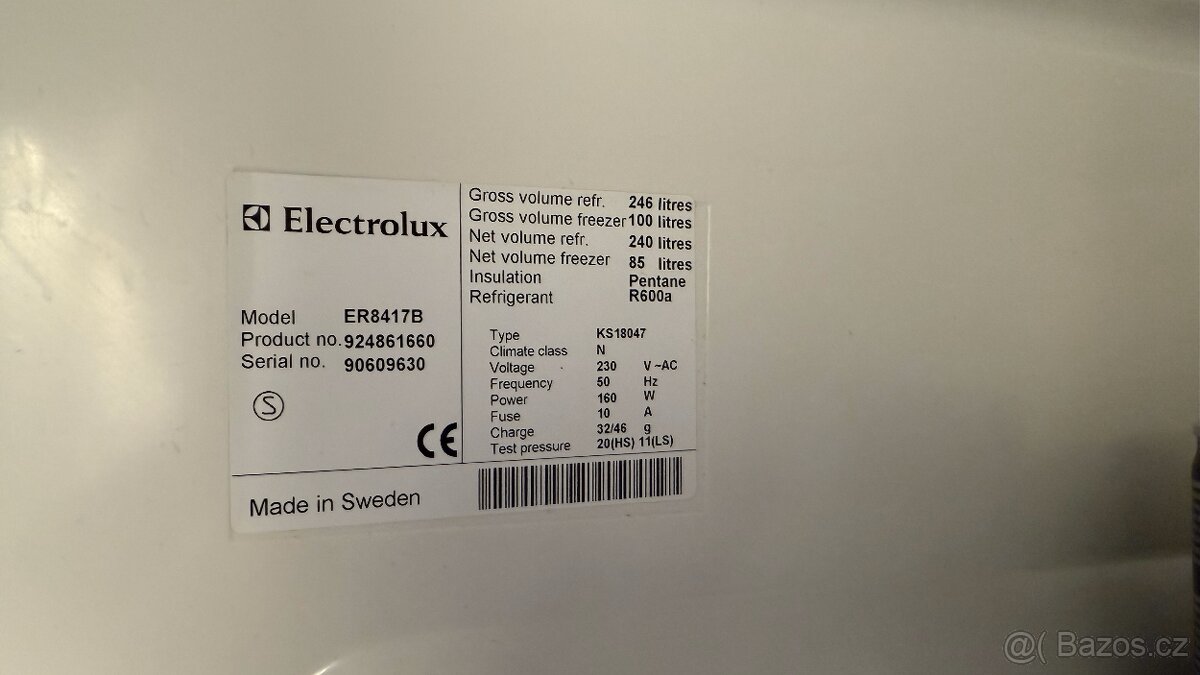 Electrolux
Model ER8417B
Product no. 924861660
Serial no. 90609630
S
CE
Made in Sweden
Gross volume refr. 246 litres
Gross volume freezer 100 litres
Net volume refr. 240 litres
Net volume freezer 85 litres
Insulation Pentane
Refrigerant R600a
Type KS18047
Climate class N
Voltage 230 V ~AC
Frequency 50 Hz
Power 160 W
Fuse 10 A
Charge 32/46 g
Test pressure 20(HS) 11(LS)
@( Bazos.cz